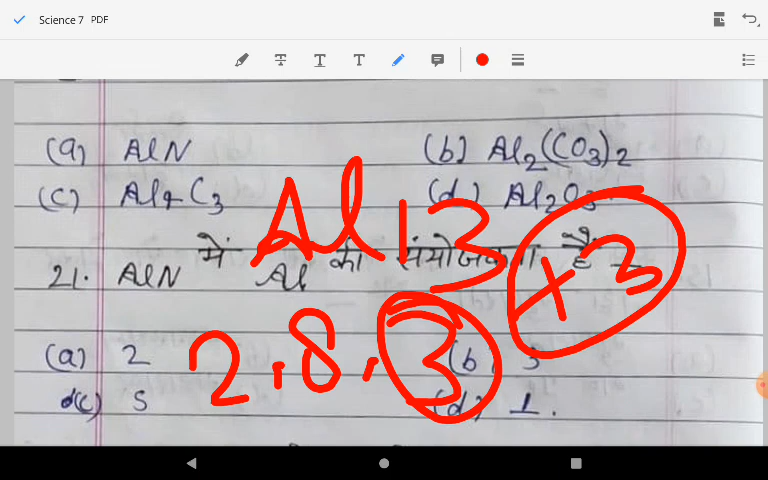 Science 7 PDF
(a) AlN (b) Al₂(CO₃)₂
(c) Al₄C₃ (d) Al₂O₃
Al 13
21. AlN में Al की संयोजकता है -
+3
(a) 2 (b) 3
2.8.3
(c) 5 (d) 1.